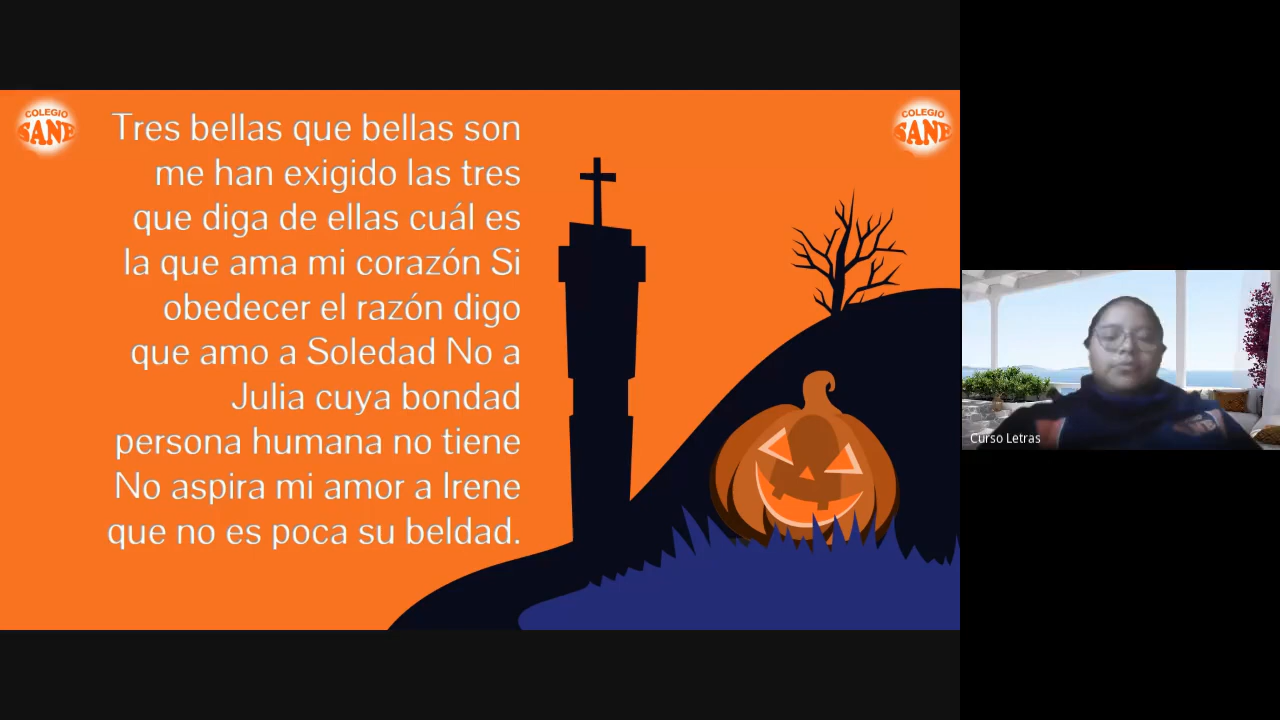 COLEGIO
SANE
COLEGIO
SANE
Tres bellas que bellas son
me han exigido las tres
que diga de ellas cuál es
la que ama mi corazón Si
obedecer el razón digo
que amo a Soledad No a
Julia cuya bondad
persona humana no tiene
No aspira mi amor a Irene
que no es poca su beldad.
Curso Letras